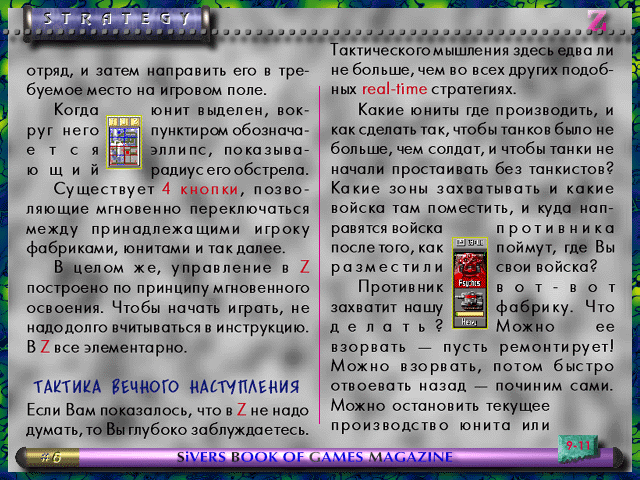 STRATEGY
Z
отряд, и затем направить его в тре-
буемое место на игровом поле.
Когда юнит выделен, вок-
руг него пунктиром обознача-
ется эллипс, показыва-
ющий радиус его обстрела.
Существует 4 кнопки, позво-
ляющие мгновенно переключаться
между принадлежащими игроку
фабриками, юнитами и так далее.
В целом же, управление в Z
построено по принципу мгновенного
освоения. Чтобы начать играть, не
надо долго вчитываться в инструкцию.
В Z все элементарно.
ТАКТИКА ВЕЧНОГО НАСТУПЛЕНИЯ
Если Вам показалось, что в Z не надо
думать, то Вы глубоко заблуждаетесь.
Тактического мышления здесь едва ли
не больше, чем во всех других подоб-
ных real-time стратегиях.
Какие юниты где производить, и
как сделать так, чтобы танков было не
больше, чем солдат, и чтобы танки не
начали простаивать без танкистов?
Какие зоны захватывать и какие
войска там поместить, и куда нап-
равятся войска противника
после того, как поймут, где Вы
разместили свои войска?
Противник вот-вот
захватит нашу фабрику. Что
делать? Можно ее
взорвать — пусть ремонтирует!
Можно взорвать, потом быстро
отвоевать назад — починим сами.
Можно остановить текущее
производство юнита или
#6
SiVERS BOOK OF GAMES MAGAZINE
9-11